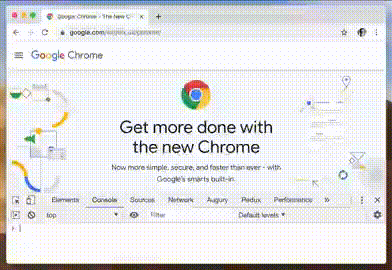 Google Chrome - The New C
google.com
Google Chrome
Get more done with
the new Chrome
Now more simple, secure, and faster than ever - with
Google's smarts built-in.
Elements Console Sources Network Augury Redux Performance »
top Filter Default levels